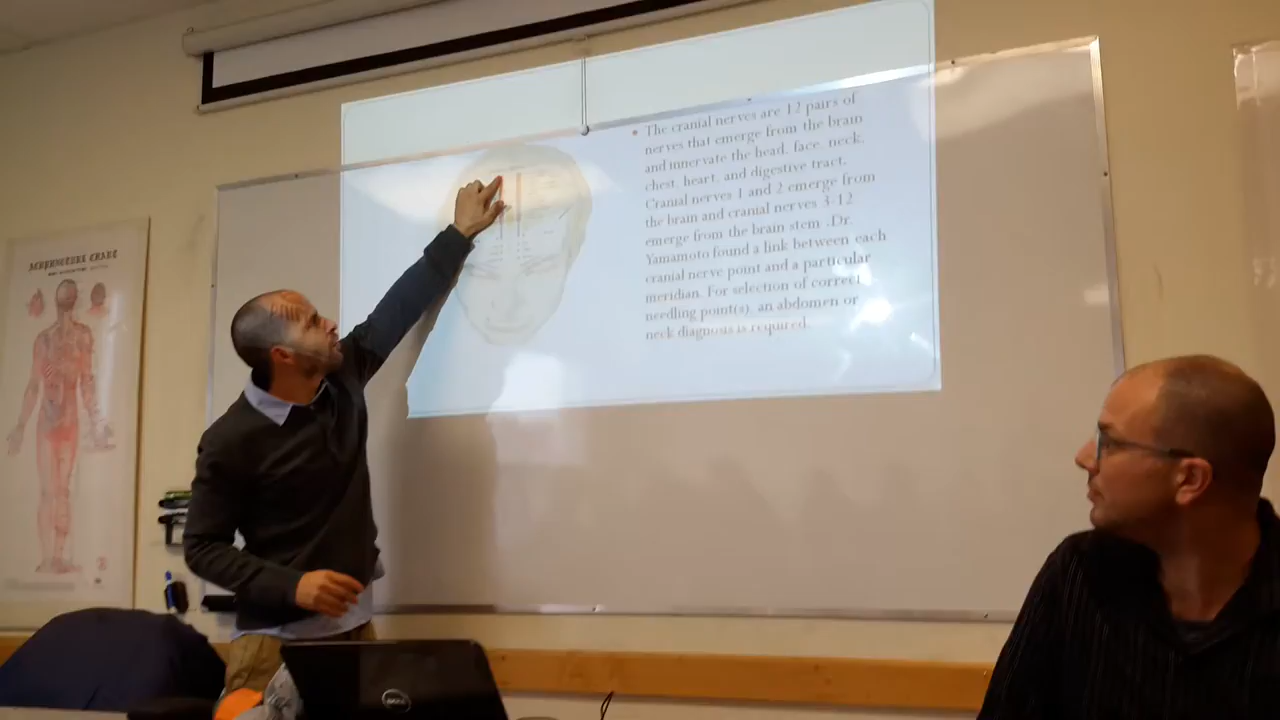 ACUPUNCTURE CHART
The cranial nerves are 12 pairs of
nerves that emerge from the brain
and innervate the head, face, neck,
chest, heart, and digestive tract.
Cranial nerves 1 and 2 emerge from
the brain and cranial nerves 3-12
emerge from the brain stem .Dr.
Yamamoto found a link between each
cranial nerve point and a particular
meridian. For selection of correct
needling point(s), an abdomen or
neck diagnosis is required.
DELL